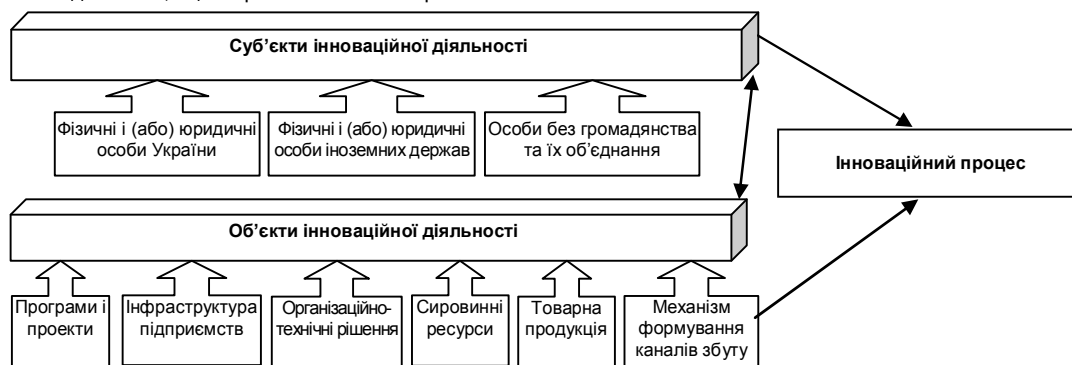 Суб’єкти інноваційної діяльності
Фізичні і (або) юридичні
особи України
Фізичні і (або) юридичні
особи іноземних держав
Особи без громадянства
та їх об’єднання
Інноваційний процес
Об’єкти інноваційної діяльності
Програми і
проекти
Інфраструктура
підприємств
Організаційно-
технічні рішення
Сировинні
ресурси
Товарна
продукція
Механізм
формування
каналів збуту